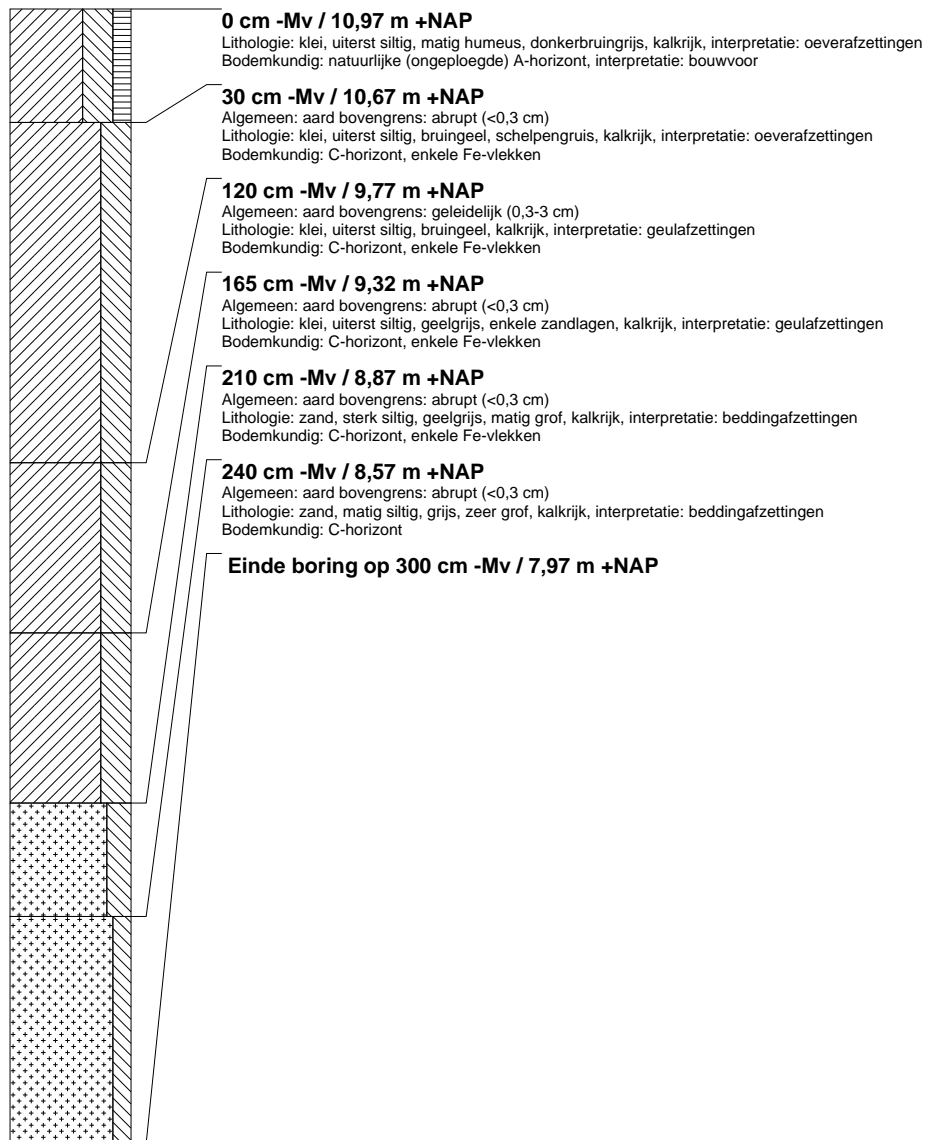 0 cm -Mv / 10,97 m +NAP
Lithologie: klei, uiterst siltig, matig humeus, donkerbruingrijs, kalkrijk, interpretatie: oeverafzettingen
Bodemkundig: natuurlijke (ongeploegde) A-horizont, interpretatie: bouwvoor
30 cm -Mv / 10,67 m +NAP
Algemeen: aard bovengrens: abrupt (<0,3 cm)
Lithologie: klei, uiterst siltig, bruingeel, schelpengruis, kalkrijk, interpretatie: oeverafzettingen
Bodemkundig: C-horizont, enkele Fe-vlekken
120 cm -Mv / 9,77 m +NAP
Algemeen: aard bovengrens: geleidelijk (0,3-3 cm)
Lithologie: klei, uiterst siltig, bruingeel, kalkrijk, interpretatie: geulafzettingen
Bodemkundig: C-horizont, enkele Fe-vlekken
165 cm -Mv / 9,32 m +NAP
Algemeen: aard bovengrens: abrupt (<0,3 cm)
Lithologie: klei, uiterst siltig, geelgrijs, enkele zandlagen, kalkrijk, interpretatie: geulafzettingen
Bodemkundig: C-horizont, enkele Fe-vlekken
210 cm -Mv / 8,87 m +NAP
Algemeen: aard bovengrens: abrupt (<0,3 cm)
Lithologie: zand, sterk siltig, geelgrijs, matig grof, kalkrijk, interpretatie: beddingafzettingen
Bodemkundig: C-horizont, enkele Fe-vlekken
240 cm -Mv / 8,57 m +NAP
Algemeen: aard bovengrens: abrupt (<0,3 cm)
Lithologie: zand, matig siltig, grijs, zeer grof, kalkrijk, interpretatie: beddingafzettingen
Bodemkundig: C-horizont
Einde boring op 300 cm -Mv / 7,97 m +NAP